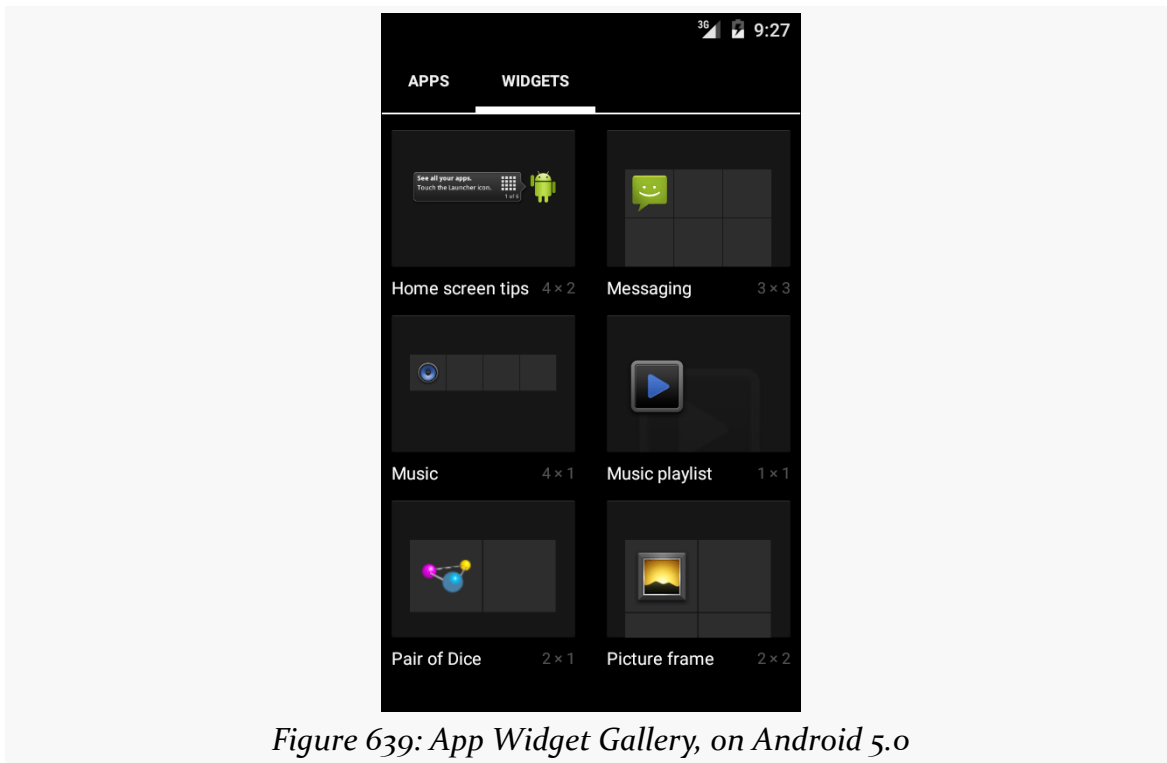 3G 9:27
APPS WIDGETS
See all your apps.
Touch the Launcher icon.
1 of 6
Home screen tips 4 × 2
Messaging 3 × 3
Music 4 × 1
Music playlist 1 × 1
Pair of Dice 2 × 1
Picture frame 2 × 2
Figure 639: App Widget Gallery, on Android 5.0